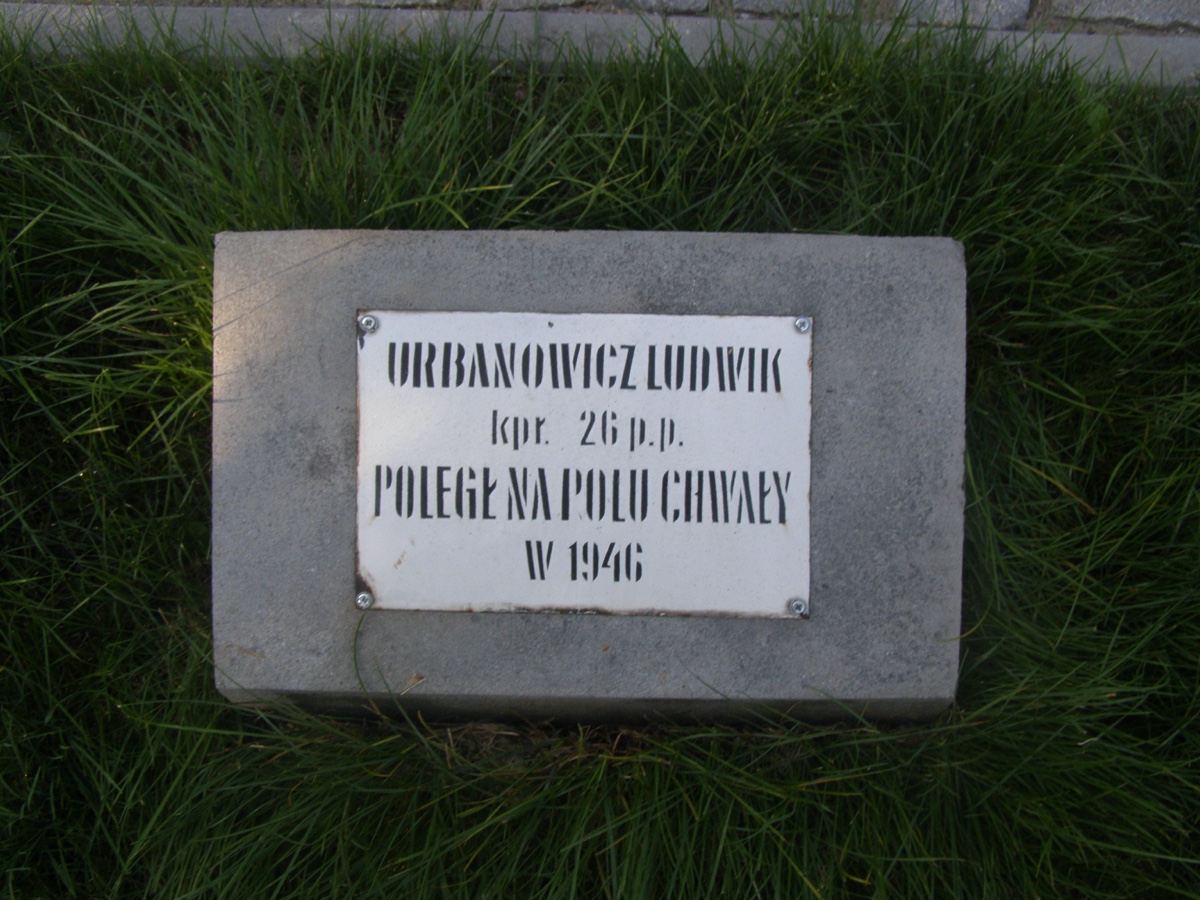 URBANOWICZ LUDWIK
kpr. 26 p.p.
POLEGŁ NA POLU CHWAŁY
W 1946